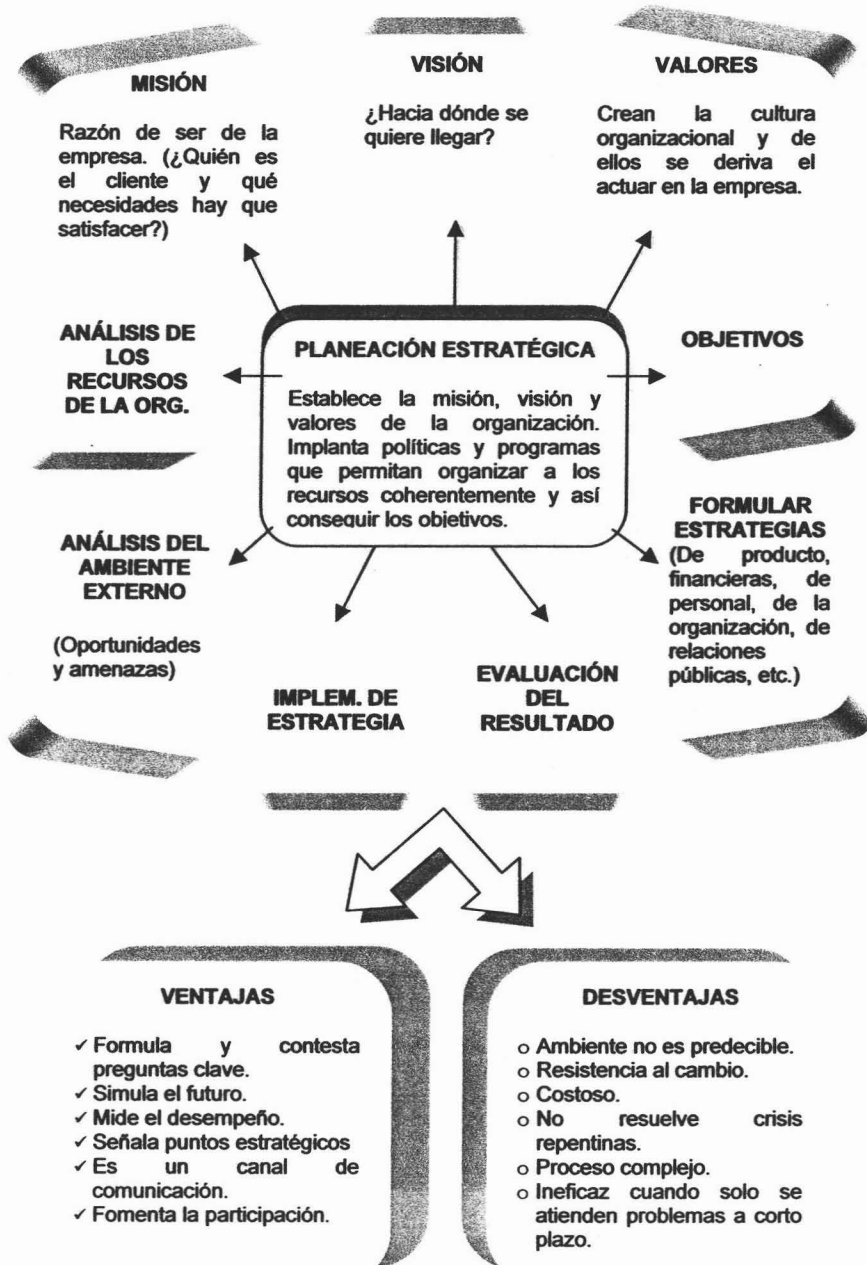 MISIÓN
Razón de ser de la
empresa. (¿Quién es
el cliente y qué
necesidades hay que
satisfacer?)
VISIÓN
¿Hacia dónde se
quiere llegar?
VALORES
Crean la cultura
organizacional y de
ellos se deriva el
actuar en la empresa.
ANÁLISIS DE
LOS
RECURSOS
DE LA ORG.
PLANEACIÓN ESTRATÉGICA
Establece la misión, visión y
valores de la organización.
Implanta políticas y programas
que permitan organizar a los
recursos coherentemente y así
conseguir los objetivos.
OBJETIVOS
ANÁLISIS DEL
AMBIENTE
EXTERNO
(Oportunidades
y amenazas)
FORMULAR
ESTRATEGIAS
(De producto,
financieras, de
personal, de la
organización, de
relaciones
públicas, etc.)
IMPLEM. DE
ESTRATEGIA
EVALUACIÓN
DEL
RESULTADO
VENTAJAS
✓ Formula y contesta
preguntas clave.
✓ Simula el futuro.
✓ Mide el desempeño.
✓ Señala puntos estratégicos
✓ Es un canal de
comunicación.
✓ Fomenta la participación.
DESVENTAJAS
o Ambiente no es predecible.
o Resistencia al cambio.
o Costoso.
o No resuelve crisis
repentinas.
o Proceso complejo.
o Ineficaz cuando solo se
atienden problemas a corto
plazo.